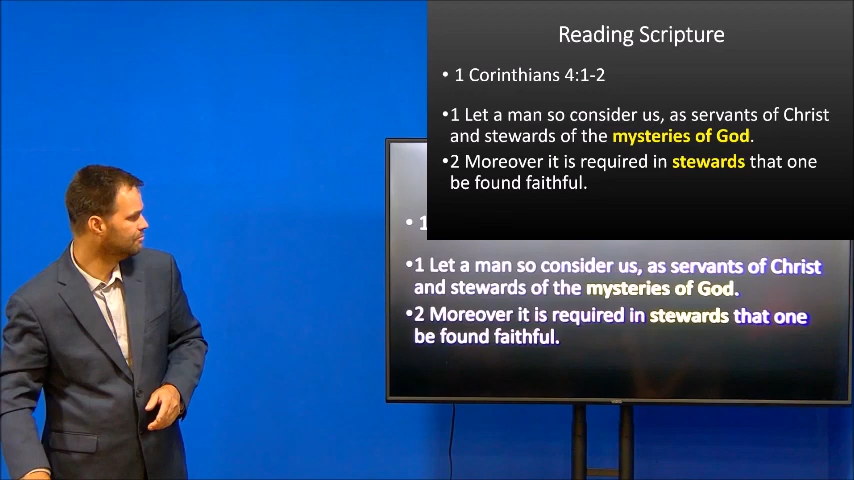 Reading Scripture
• 1 Corinthians 4:1-2
•1 Let a man so consider us, as servants of Christ
and stewards of the mysteries of God.
•2 Moreover it is required in stewards that one
be found faithful.
• 1
•1 Let a man so consider us, as servants of Christ
and stewards of the mysteries of God.
•2 Moreover it is required in stewards that one
be found faithful.